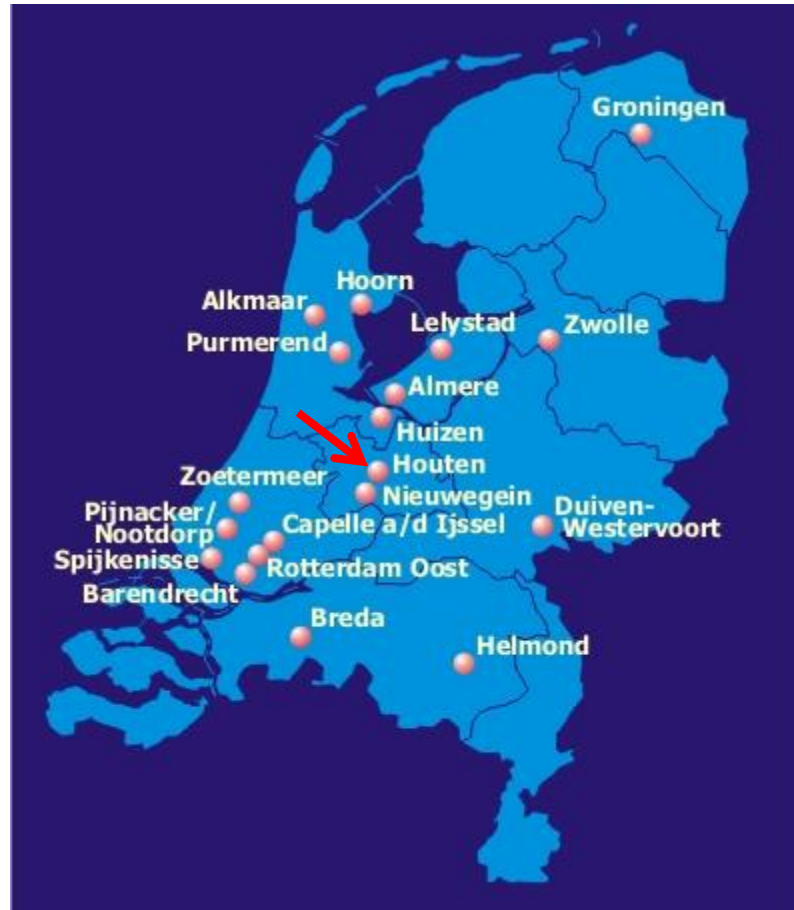 Groningen
Hoorn
Alkmaar
Lelystad
Zwolle
Purmerend
Almere
Huizen
Houten
Zoetermeer
Nieuwegein
Pijnacker/
Nootdorp
Capelle a/d Ijssel
Duiven-
Westervoort
Spijkenisse
Rotterdam Oost
Barendrecht
Breda
Helmond